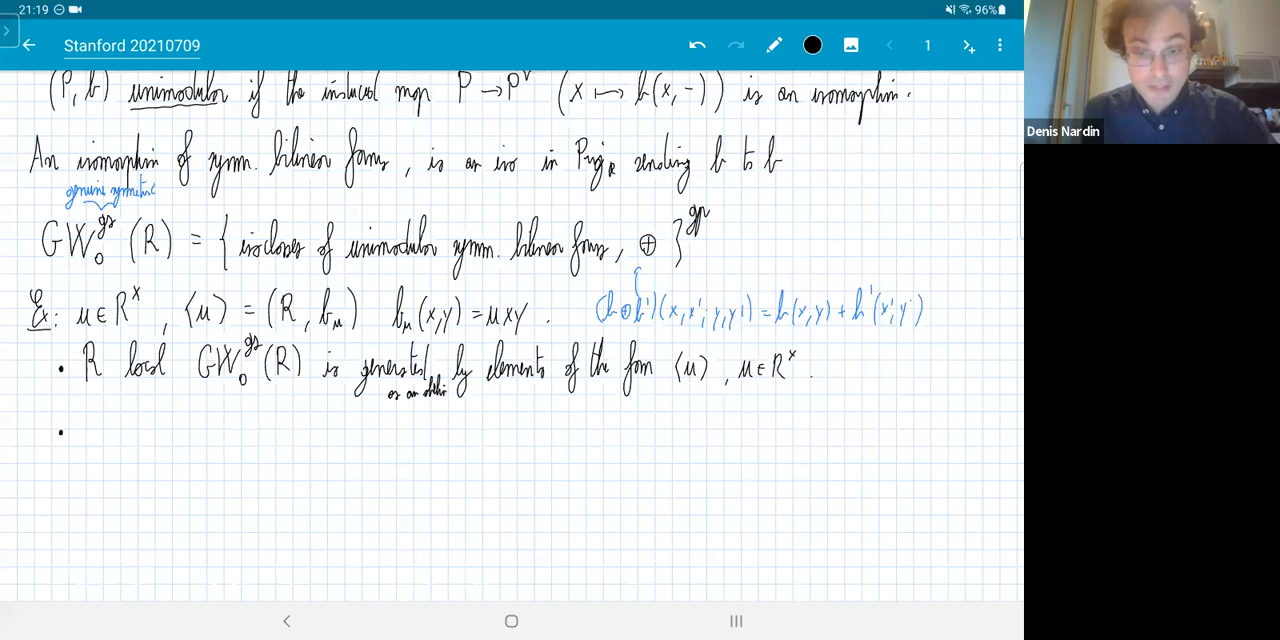 21:19
96%
Stanford 20210709
1
(P, b) unimodular if the induced map P → P^∨ (x ↦ b(x, -)) is an isomorphism.
An isomorphism of symm. bilinear forms, is an iso in Proj_R sending b to b
genuine symmetric
GW_0^{gs} (R) = { isoclasses of unimodular symm. bilinear forms, ⊕ }^{gp}
Ex: u ∈ R^×, ⟨u⟩ = (R, b_u) b_u(x,y) = uxy. (b⊕b')(x,x'; y,y') = b(x,y) + b'(x',y')
• R local GW_0^{gs}(R) is generated by elements of the form ⟨u⟩, u ∈ R^×.
as an
•
Denis Nardin